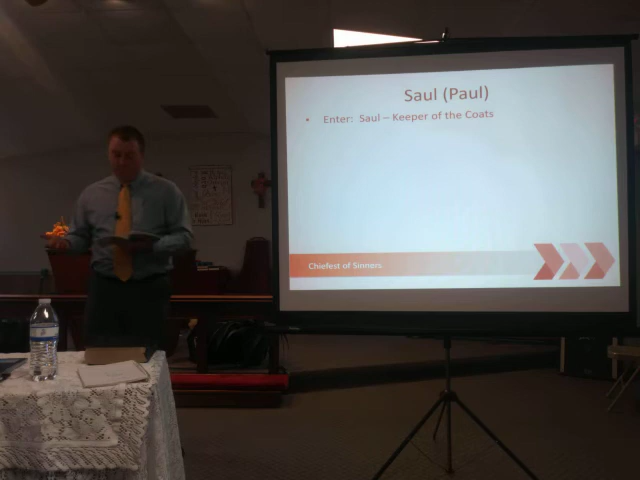 Saul (Paul)
• Enter: Saul – Keeper of the Coats
Chiefest of Sinners